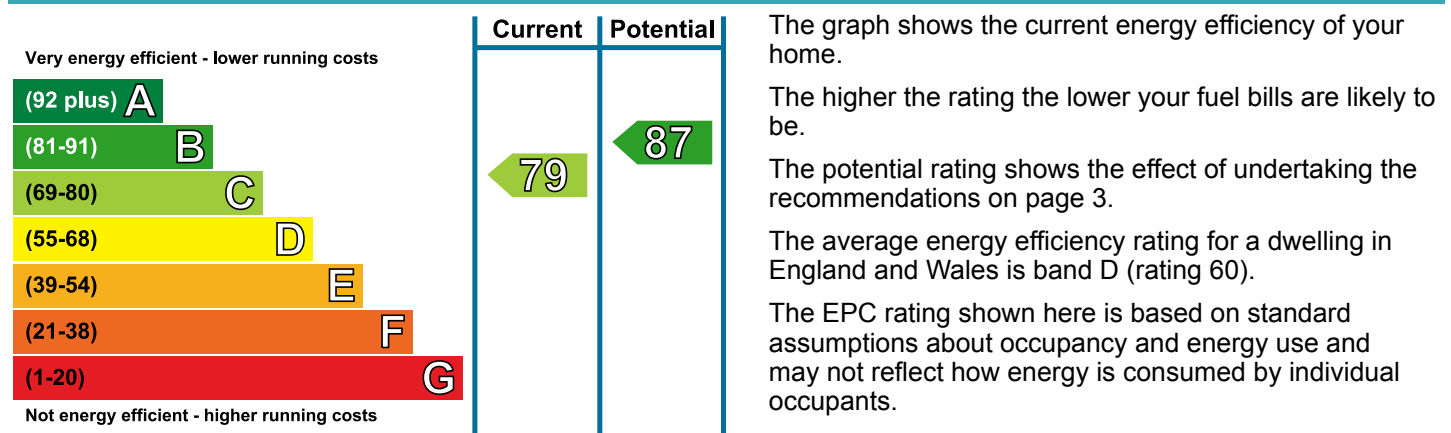 Current Potential
Very energy efficient - lower running costs
(92 plus) A
(81-91) B
(69-80) C
(55-68) D
(39-54) E
(21-38) F
(1-20) G
Not energy efficient - higher running costs
79
87
The graph shows the current energy efficiency of your
home.
The higher the rating the lower your fuel bills are likely to
be.
The potential rating shows the effect of undertaking the
recommendations on page 3.
The average energy efficiency rating for a dwelling in
England and Wales is band D (rating 60).
The EPC rating shown here is based on standard
assumptions about occupancy and energy use and
may not reflect how energy is consumed by individual
occupants.